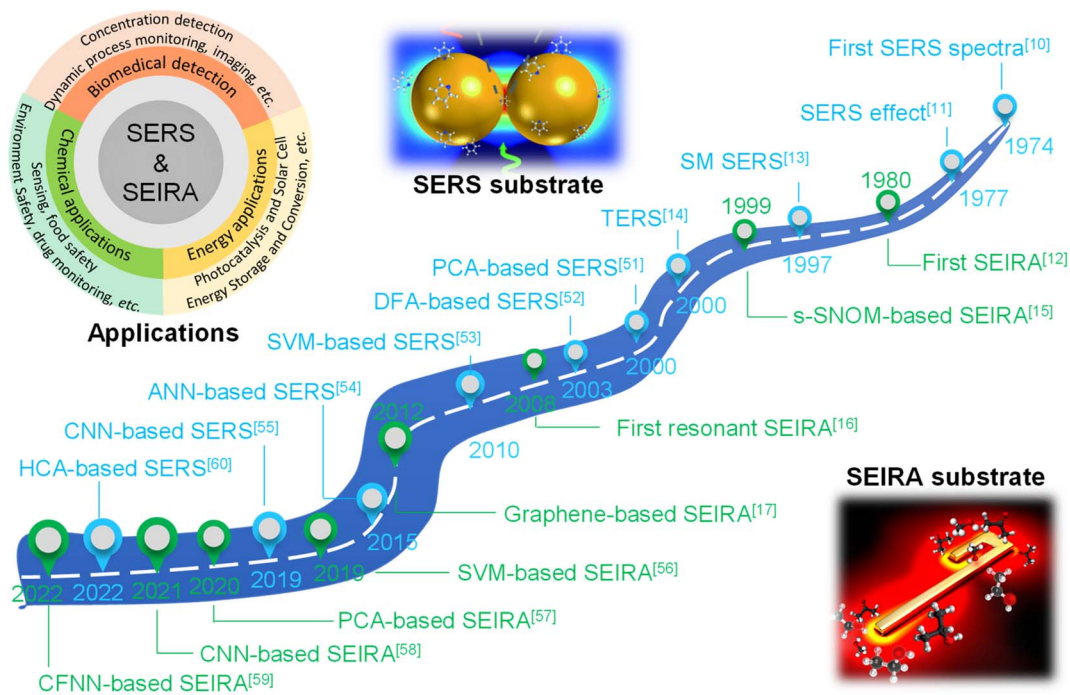 Concentration detection
Dynamic process monitoring, imaging, etc.
Biomedical detection
Chemical applications
Sensing, food safety
Environment Safety, drug monitoring, etc.
Energy applications
Photocatalysis and Solar Cell
Energy Storage and Conversion, etc.
SERS
&
SEIRA
Applications
SERS substrate
First SERS spectra[10]
1974
SERS effect[11]
1977
1980
First SEIRA[12]
SM SERS[13]
1997
1999
s-SNOM-based SEIRA[15]
TERS[14]
2000
PCA-based SERS[51]
2000
DFA-based SERS[52]
2003
2006
First resonant SEIRA[16]
SVM-based SERS[53]
2010
2012
Graphene-based SEIRA[17]
ANN-based SERS[54]
2015
2019
SVM-based SEIRA[56]
CNN-based SERS[55]
2019
2020
PCA-based SEIRA[57]
2021
CNN-based SEIRA[58]
HCA-based SERS[60]
2022
2022
CFNN-based SEIRA[59]
SEIRA substrate